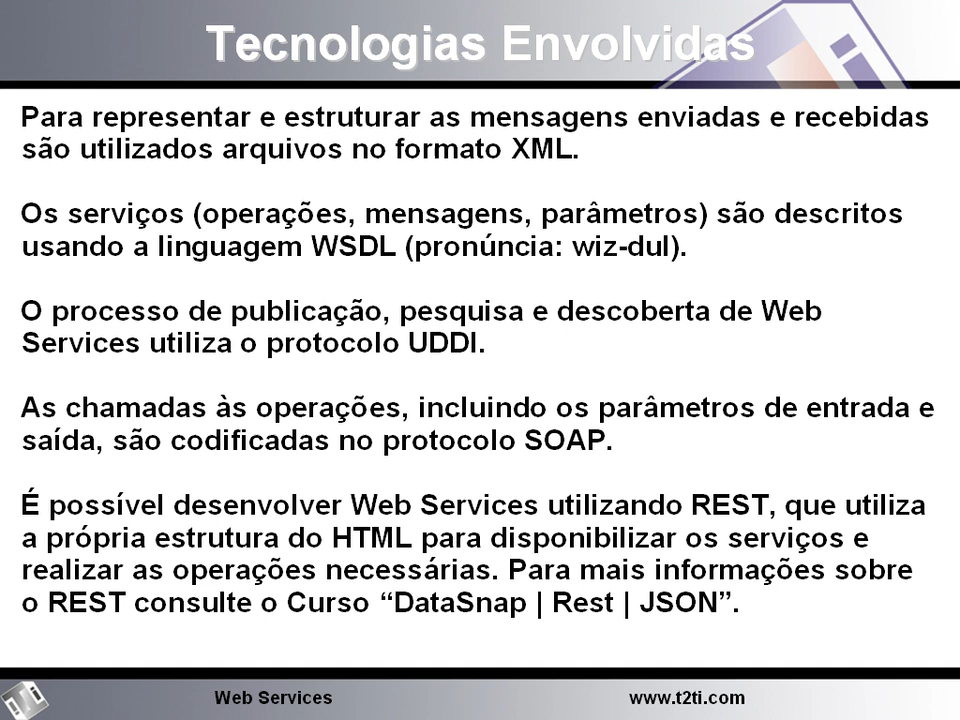 Tecnologias Envolvidas
Para representar e estruturar as mensagens enviadas e recebidas
são utilizados arquivos no formato XML.
Os serviços (operações, mensagens, parâmetros) são descritos
usando a linguagem WSDL (pronúncia: wiz-dul).
O processo de publicação, pesquisa e descoberta de Web
Services utiliza o protocolo UDDI.
As chamadas às operações, incluindo os parâmetros de entrada e
saída, são codificadas no protocolo SOAP.
É possível desenvolver Web Services utilizando REST, que utiliza
a própria estrutura do HTML para disponibilizar os serviços e
realizar as operações necessárias. Para mais informações sobre
o REST consulte o Curso “DataSnap | Rest | JSON”.
Web Services
www.t2ti.com